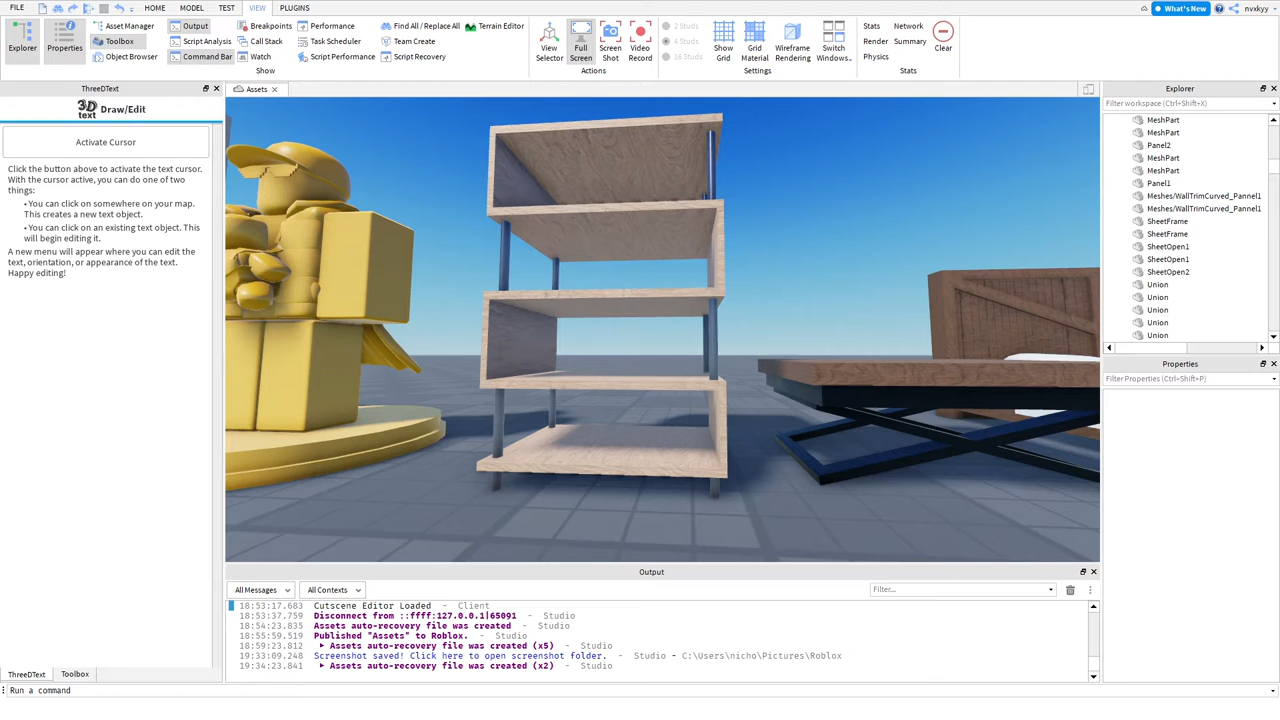 FILE HOME MODEL TEST VIEW PLUGINS What's New nvxkyy
Explorer Properties Asset Manager Toolbox Object Browser Output Script Analysis Command Bar Breakpoints Call Stack Watch Performance Task Scheduler Script Performance Find All / Replace All Team Create Script Recovery Terrain Editor
Show
View Selector Full Screen Screen Shot Video Record
Actions
2 Studs 4 Studs 16 Studs Show Grid Grid Material Wireframe Rendering Switch Windows...
Settings
Stats Network Render Summary Physics Clear
Stats
ThreeDText
3D text Draw/Edit
Activate Cursor
Click the button above to activate the text cursor.
With the cursor active, you can do one of two
things:
• You can click on somewhere on your map.
This creates a new text object.
• You can click on an existing text object. This
will begin editing it.
A new menu will appear where you can edit the
text, orientation, or appearance of the text.
Happy editing!
ThreeDText Toolbox
Assets
Explorer
Filter workspace (Ctrl+Shift+X)
MeshPart
MeshPart
Panel2
MeshPart
MeshPart
Panel1
Meshes/WallTrimCurved_Pannel1
Meshes/WallTrimCurved_Pannel1
SheetFrame
SheetFrame
SheetOpen1
SheetOpen1
SheetOpen2
Union
Union
Union
Union
Union
Properties
Filter Properties (Ctrl+Shift+P)
Output
All Messages All Contexts Filter...
18:53:17.683 Cutscene Editor Loaded - Client
18:53:37.759 Disconnect from ::ffff:127.0.0.1|65091 - Studio
18:54:23.835 Assets auto-recovery file was created - Studio
18:55:59.519 Published "Assets" to Roblox. - Studio
18:59:23.812 Assets auto-recovery file was created (x5) - Studio
19:33:09.248 Screenshot saved! Click here to open screenshot folder. - Studio - C:\Users\nicho\Pictures\Roblox
19:34:23.841 Assets auto-recovery file was created (x2) - Studio
Run a command